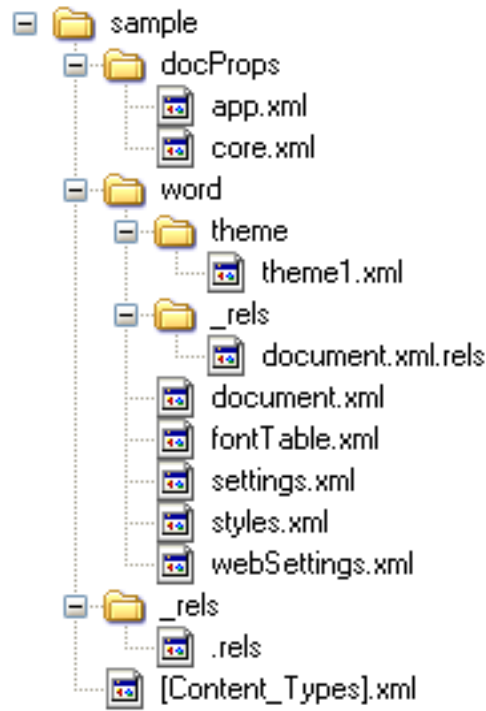 sample
docProps
app.xml
core.xml
word
theme
theme1.xml
_rels
document.xml.rels
document.xml
fontTable.xml
settings.xml
styles.xml
webSettings.xml
_rels
.rels
[Content_Types].xml